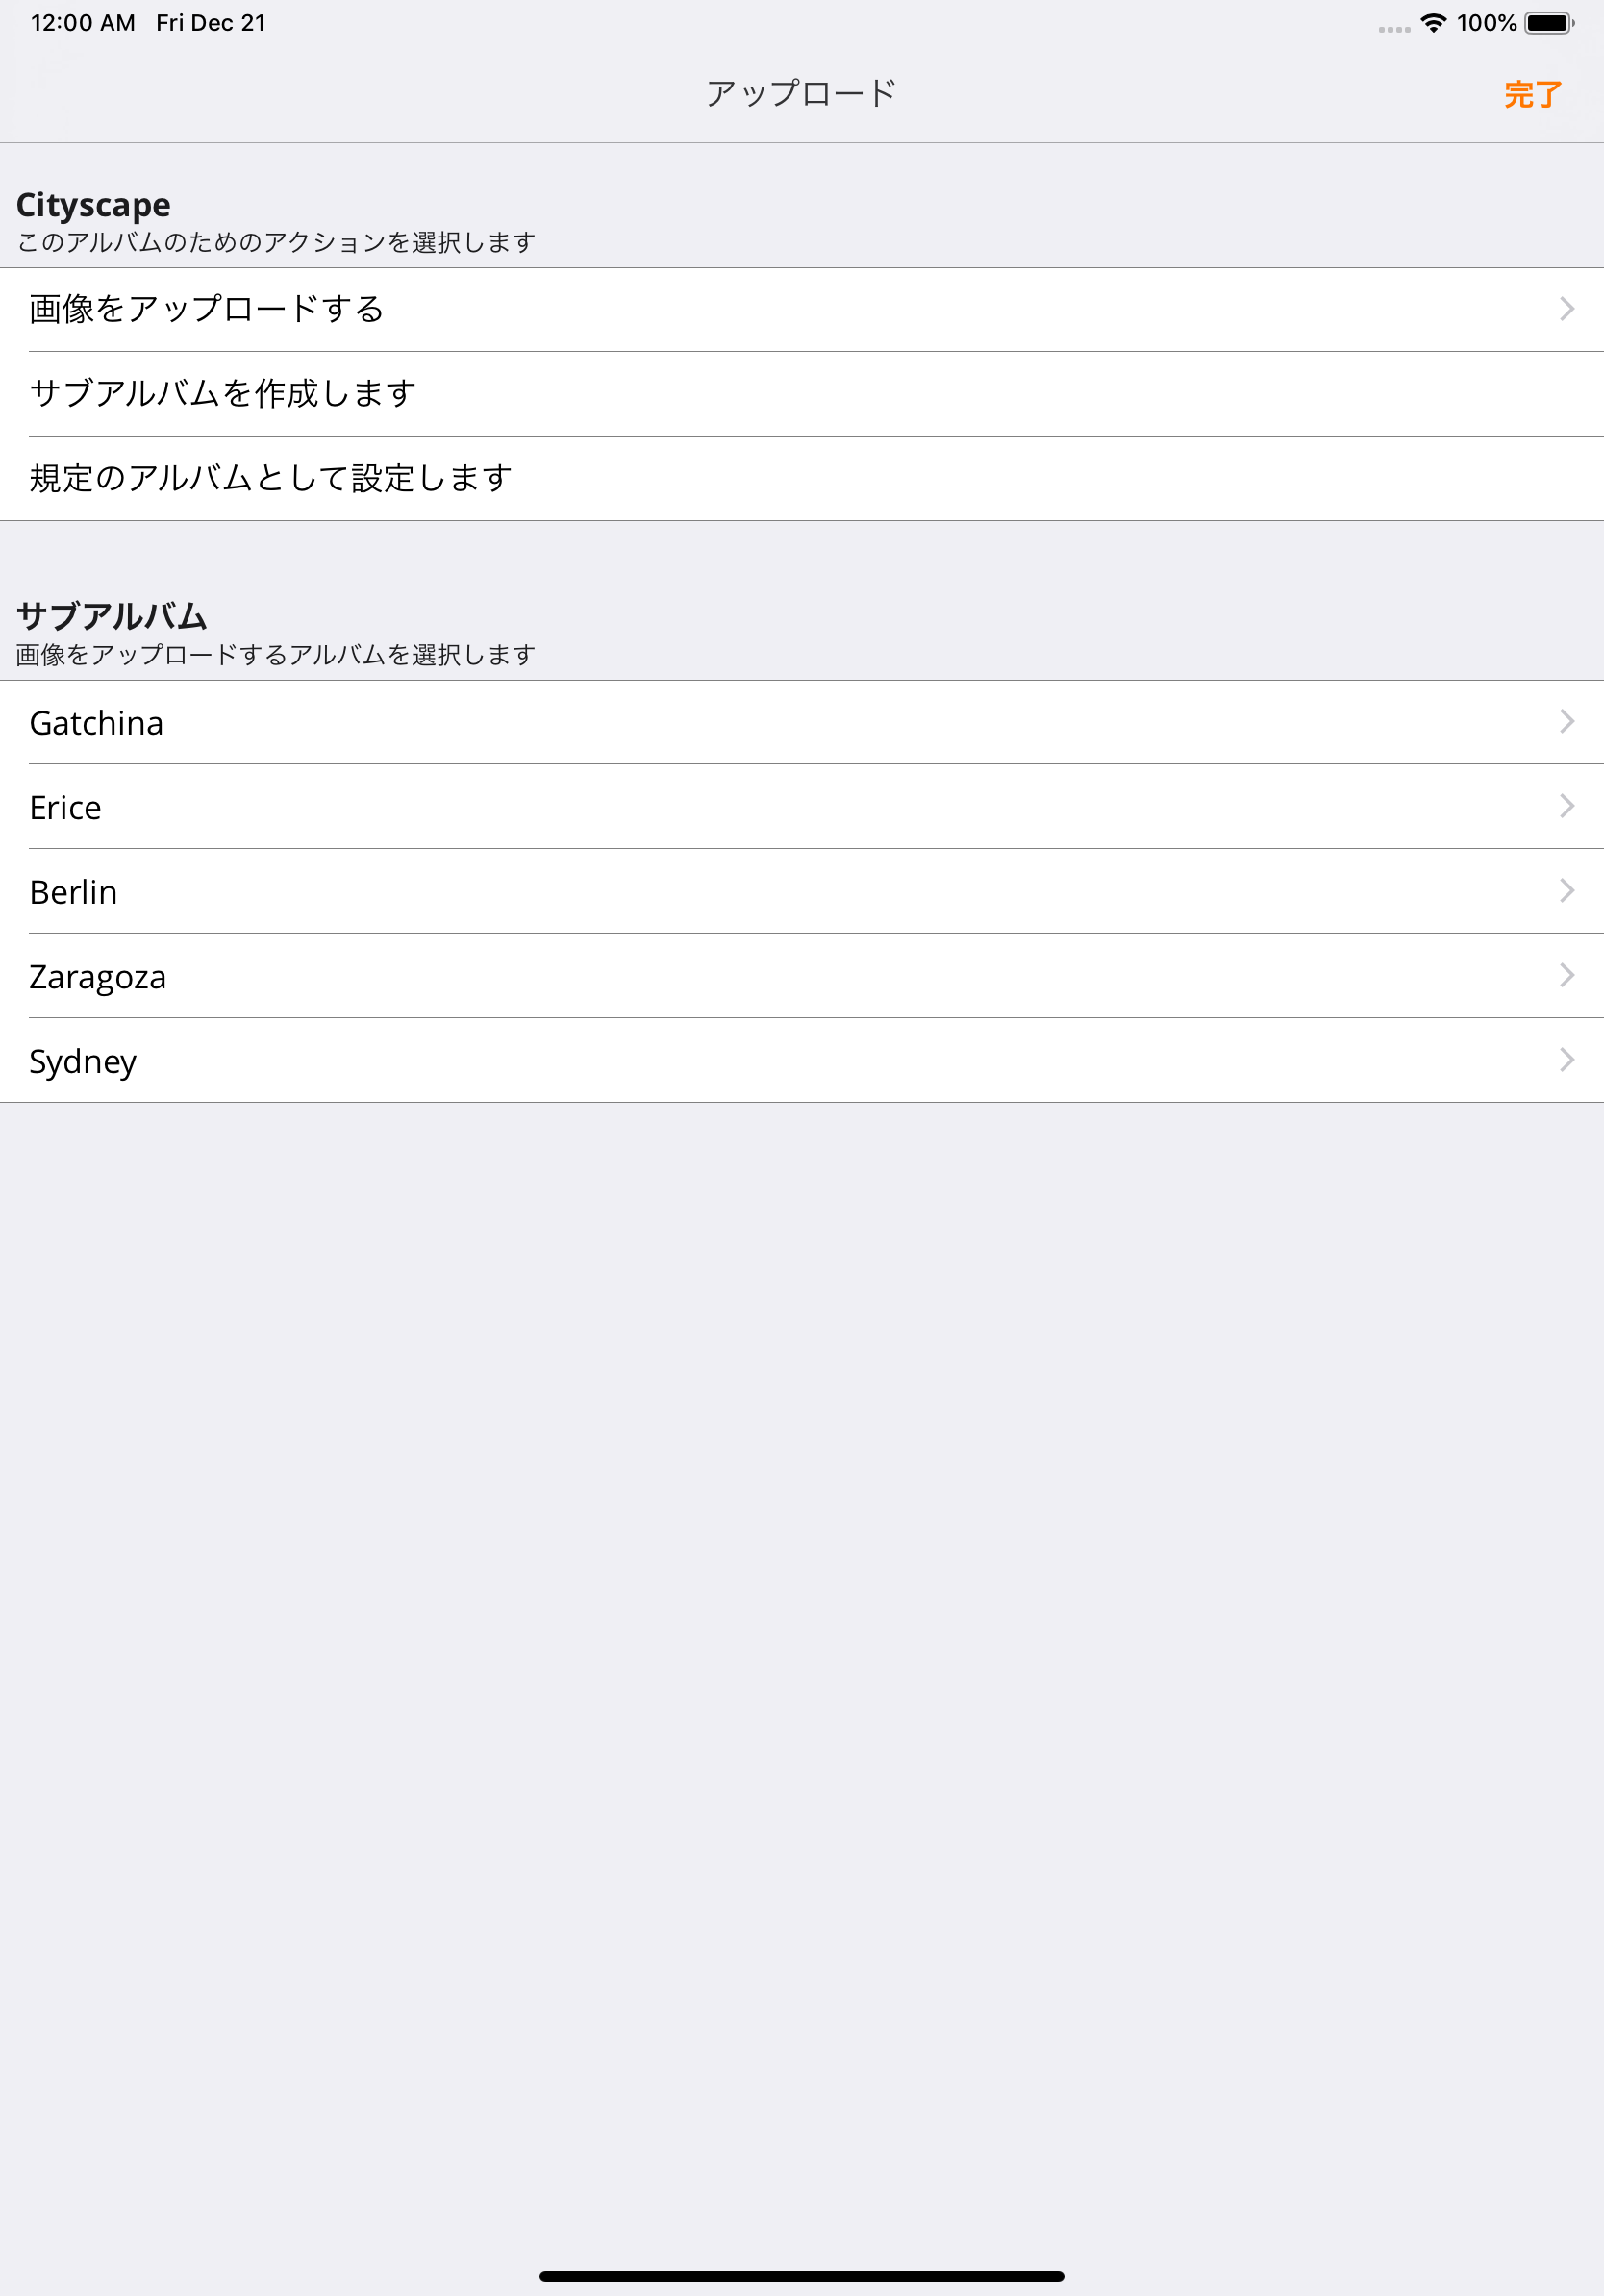 12:00 AM Fri Dec 21 100%
アップロード 完了
Cityscape
このアルバムのためのアクションを選択します
画像をアップロードする
サブアルバムを作成します
規定のアルバムとして設定します
サブアルバム
画像をアップロードするアルバムを選択します
Gatchina
Erice
Berlin
Zaragoza
Sydney